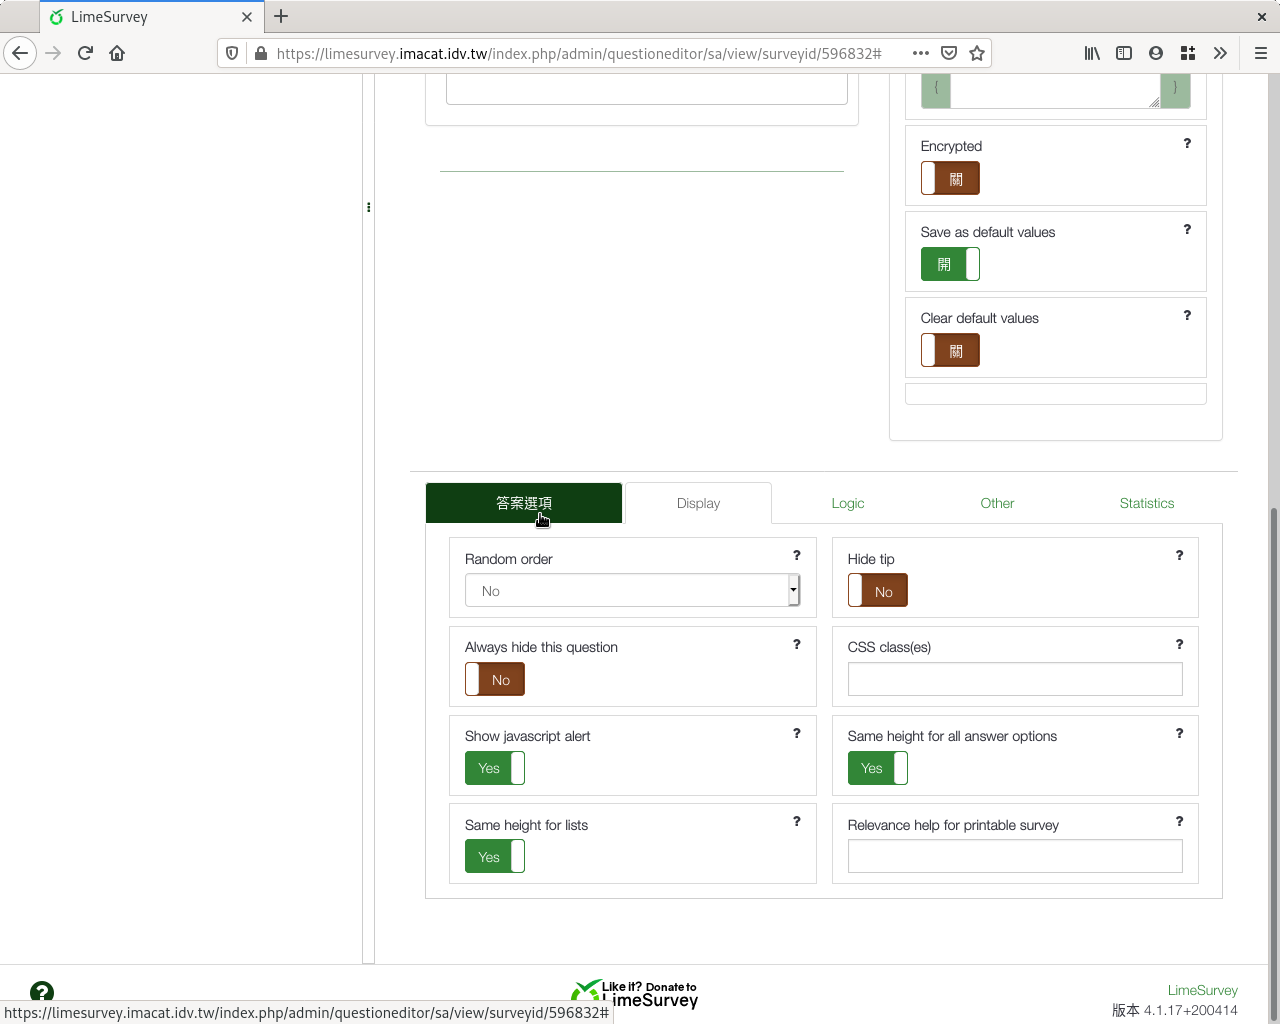 LimeSurvey
https://limesurvey.imacat.idv.tw/index.php/admin/questioneditor/sa/view/surveyid/596832#
{ }
Encrypted ?
關
Save as default values ?
開
Clear default values ?
關
答案選項 Display Logic Other Statistics
Random order ? Hide tip ?
No No
Always hide this question ? CSS class(es) ?
No
Show javascript alert ? Same height for all answer options ?
Yes Yes
Same height for lists ? Relevance help for printable survey ?
Yes
? Like it? Donate to LimeSurvey
LimeSurvey
https://limesurvey.imacat.idv.tw/index.php/admin/questioneditor/sa/view/surveyid/596832#
版本 4.1.17+200414